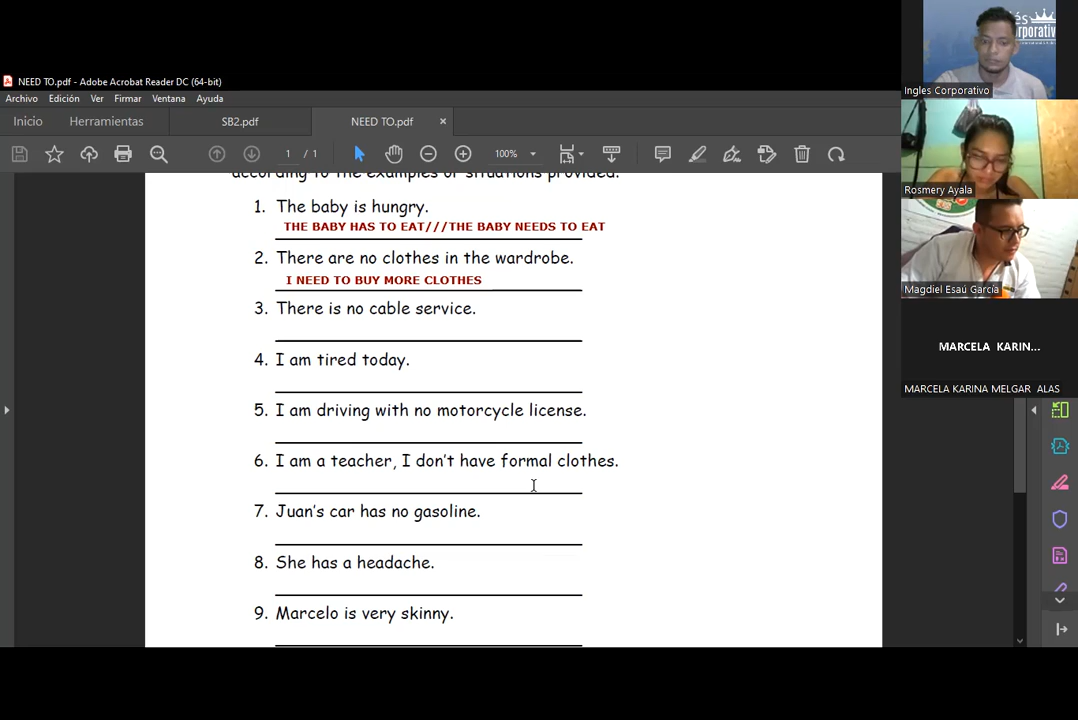 NEED TO.pdf - Adobe Acrobat Reader DC (64-bit)
Archivo Edición Ver Firmar Ventana Ayuda
Inicio Herramientas SB2.pdf NEED TO.pdf ×
1 / 1 100%
according to the examples or situations provided.
1. The baby is hungry.
THE BABY HAS TO EAT///THE BABY NEEDS TO EAT
2. There are no clothes in the wardrobe.
I NEED TO BUY MORE CLOTHES
3. There is no cable service.
4. I am tired today.
5. I am driving with no motorcycle license.
6. I am a teacher, I don't have formal clothes.
7. Juan's car has no gasoline.
8. She has a headache.
9. Marcelo is very skinny.
és
rporativo
Ingles Corporativo
Rosmery Ayala
Magdiel Esaú García
MARCELA KARIN...
MARCELA KARINA MELGAR ALAS